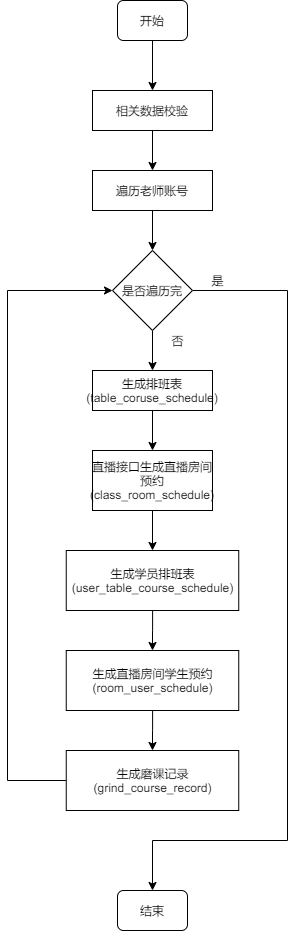 开始
相关数据校验
遍历老师账号
是否遍历完
是
否
生成排班表
(table_coruse_schedule)
直播接口生成直播房间
预约
(class_room_schedule)
生成学员排班表
(user_table_course_schedule)
生成直播房间学生预约
(room_user_schedule)
生成磨课记录
(grind_course_record)
结束